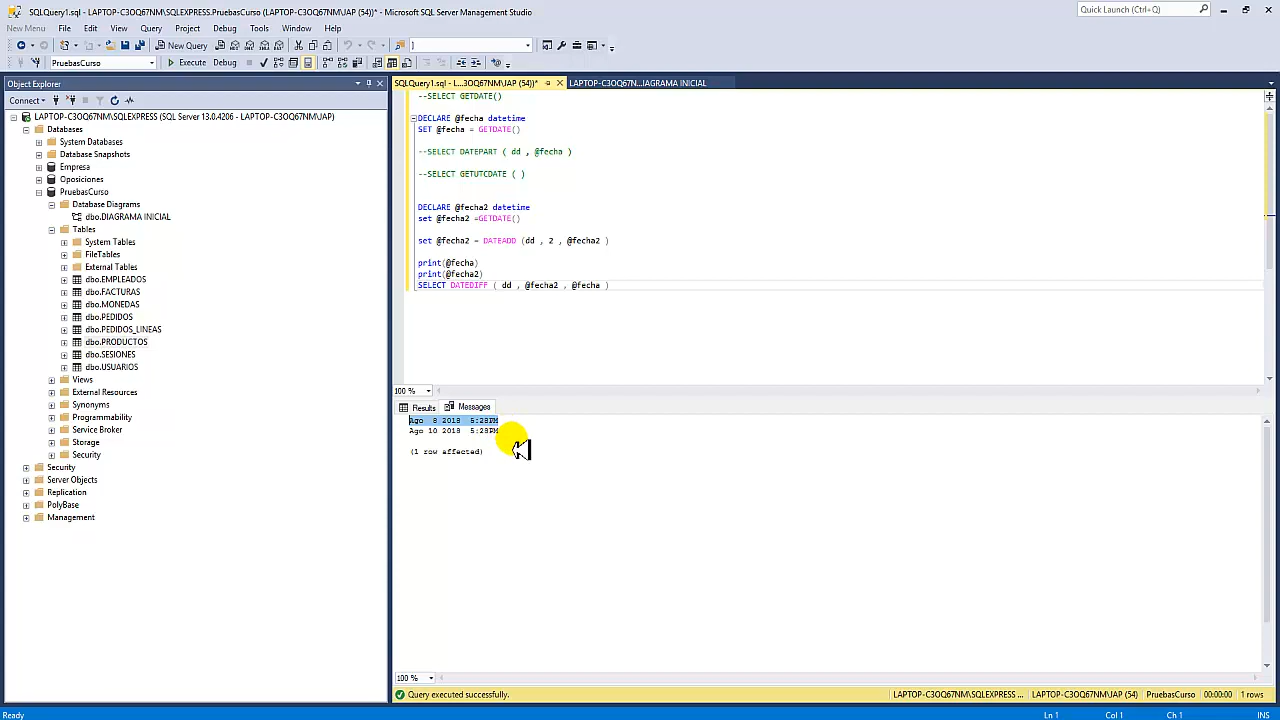 SQLQuery1.sql - LAPTOP-C3OQ67NM\SQLEXPRESS.PruebasCurso (LAPTOP-C3OQ67NM\JAP (54))* - Microsoft SQL Server Management Studio
Quick Launch (Ctrl+Q)
New Menu File Edit View Query Project Debug Tools Window Help
New Query ]
PruebasCurso Execute Debug
Object Explorer
SQLQuery1.sql - L...3OQ67NM\JAP (54))* LAPTOP-C3OQ67N...IAGRAMA INICIAL
Connect
LAPTOP-C3OQ67NM\SQLEXPRESS (SQL Server 13.0.4206 - LAPTOP-C3OQ67NM\JAP)
Databases
System Databases
Database Snapshots
Empresa
Oposiciones
PruebasCurso
Database Diagrams
dbo.DIAGRAMA INICIAL
Tables
System Tables
FileTables
External Tables
dbo.EMPLEADOS
dbo.FACTURAS
dbo.MONEDAS
dbo.PEDIDOS
dbo.PEDIDOS_LINEAS
dbo.PRODUCTOS
dbo.SESIONES
dbo.USUARIOS
Views
External Resources
Synonyms
Programmability
Service Broker
Storage
Security
Security
Server Objects
Replication
PolyBase
Management
--SELECT GETDATE()
DECLARE @fecha datetime
SET @fecha = GETDATE()
--SELECT DATEPART ( dd , @fecha )
--SELECT GETUTCDATE ( )
DECLARE @fecha2 datetime
set @fecha2 =GETDATE()
set @fecha2 = DATEADD (dd , 2 , @fecha2 )
print(@fecha)
print(@fecha2)
SELECT DATEDIFF ( dd , @fecha2 , @fecha )
100 %
Results Messages
Ago  8 2018  5:28PM
Ago 10 2018  5:28PM
(1 row affected)
100 %
Query executed successfully. LAPTOP-C3OQ67NM\SQLEXPRESS ... LAPTOP-C3OQ67NM\JAP (54) PruebasCurso 00:00:00 1 rows
Ready Ln 1 Col 1 Ch 1 INS